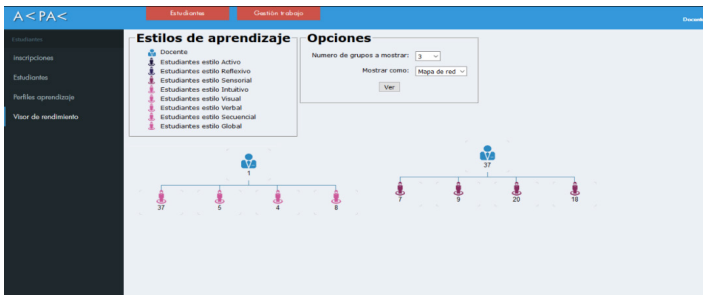 A<PA<
Estudiantes
Gestión trabajo
Docente
Estudiantes
Inscripciones
Estudiantes
Perfiles aprendizaje
Visor de rendimiento
Estilos de aprendizaje
Docente
Estudiantes estilo Activo
Estudiantes estilo Reflexivo
Estudiantes estilo Sensorial
Estudiantes estilo Intuitivo
Estudiantes estilo Visual
Estudiantes estilo Verbal
Estudiantes estilo Secuencial
Estudiantes estilo Global
Opciones
Numero de grupos a mostrar: 3
Mostrar como: Mapa de red
Ver
1
37 5 4 8
37
7 9 20 18